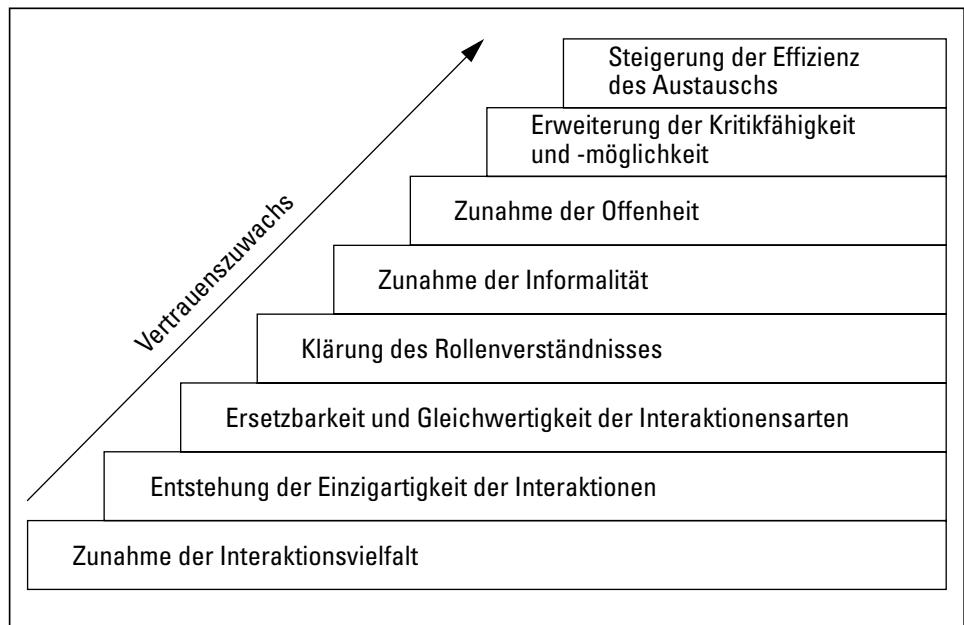 Steigerung der Effizienz
des Austauschs
Erweiterung der Kritikfähigkeit
und -möglichkeit
Zunahme der Offenheit
Vertrauenszuwachs
Zunahme der Informalität
Klärung des Rollenverständnisses
Ersetzbarkeit und Gleichwertigkeit der Interaktionensarten
Entstehung der Einzigartigkeit der Interaktionen
Zunahme der Interaktionsvielfalt